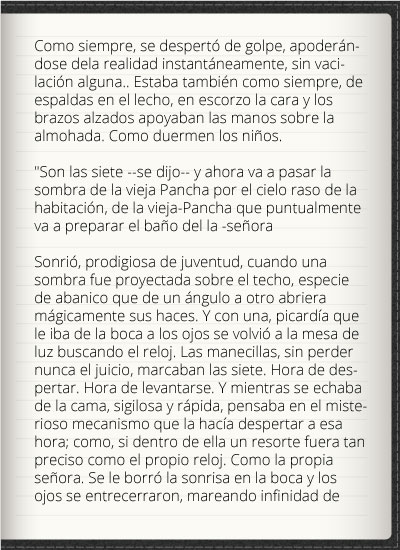 Como siempre, se despertó de golpe, apoderán-
dose dela realidad instantáneamente, sin vaci-
lación alguna.. Estaba también como siempre, de
espaldas en el lecho, en escorzo la cara y los
brazos alzados apoyaban las manos sobre la
almohada. Como duermen los niños.
"Son las siete --se dijo-- y ahora va a pasar la
sombra de la vieja Pancha por el cielo raso de la
habitación, de la vieja-Pancha que puntualmente
va a preparar el baño del la -señora
Sonrió, prodigiosa de juventud, cuando una
sombra fue proyectada sobre el techo, especie
de abanico que de un ángulo a otro abriera
mágicamente sus haces. Y con una, picardía que
le iba de la boca a los ojos se volvió a la mesa de
luz buscando el reloj. Las manecillas, sin perder
nunca el juicio, marcaban las siete. Hora de des-
pertar. Hora de levantarse. Y mientras se echaba
de la cama, sigilosa y rápida, pensaba en el miste-
rioso mecanismo que la hacía despertar a esa
hora; como, si dentro de ella un resorte fuera tan
preciso como el propio reloj. Como la propia
señora. Se le borró la sonrisa en la boca y los
ojos se entrecerraron, mareando infinidad de